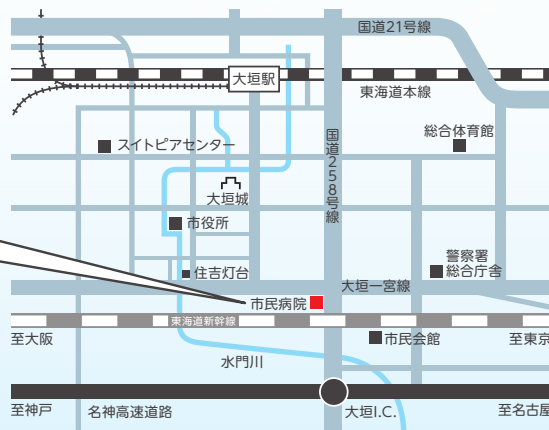 国道21号線
大垣駅
東海道本線
総合体育館
スイトピアセンター
国道258号線
大垣城
市役所
警察署
総合庁舎
住吉灯台
大垣一宮線
市民病院
東海道新幹線
至大阪
市民会館
至東京
水門川
至神戸
名神高速道路
大垣I.C.
至名古屋